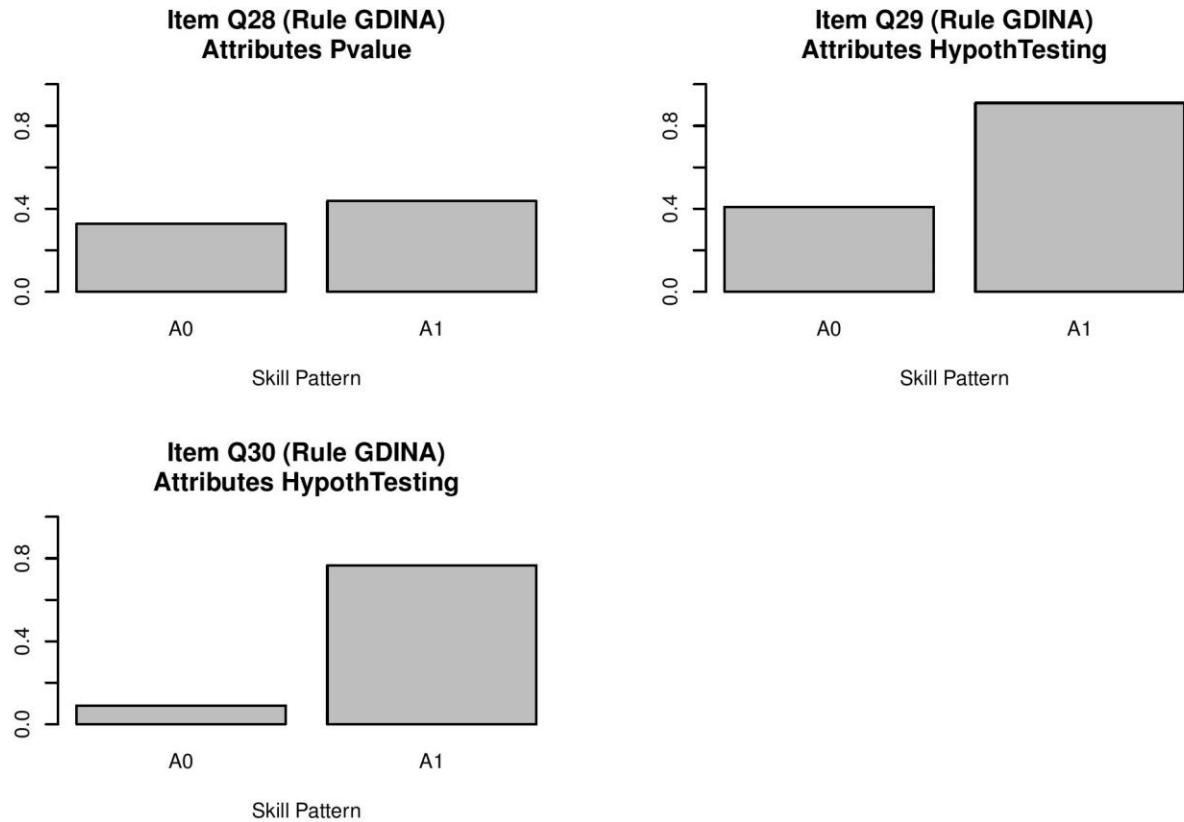 Item Q28 (Rule GDINA)
Attributes Pvalue
0.8
0.4
0.0
A0 A1
Skill Pattern
Item Q29 (Rule GDINA)
Attributes HypothTesting
0.8
0.4
0.0
A0 A1
Skill Pattern
Item Q30 (Rule GDINA)
Attributes HypothTesting
0.8
0.4
0.0
A0 A1
Skill Pattern